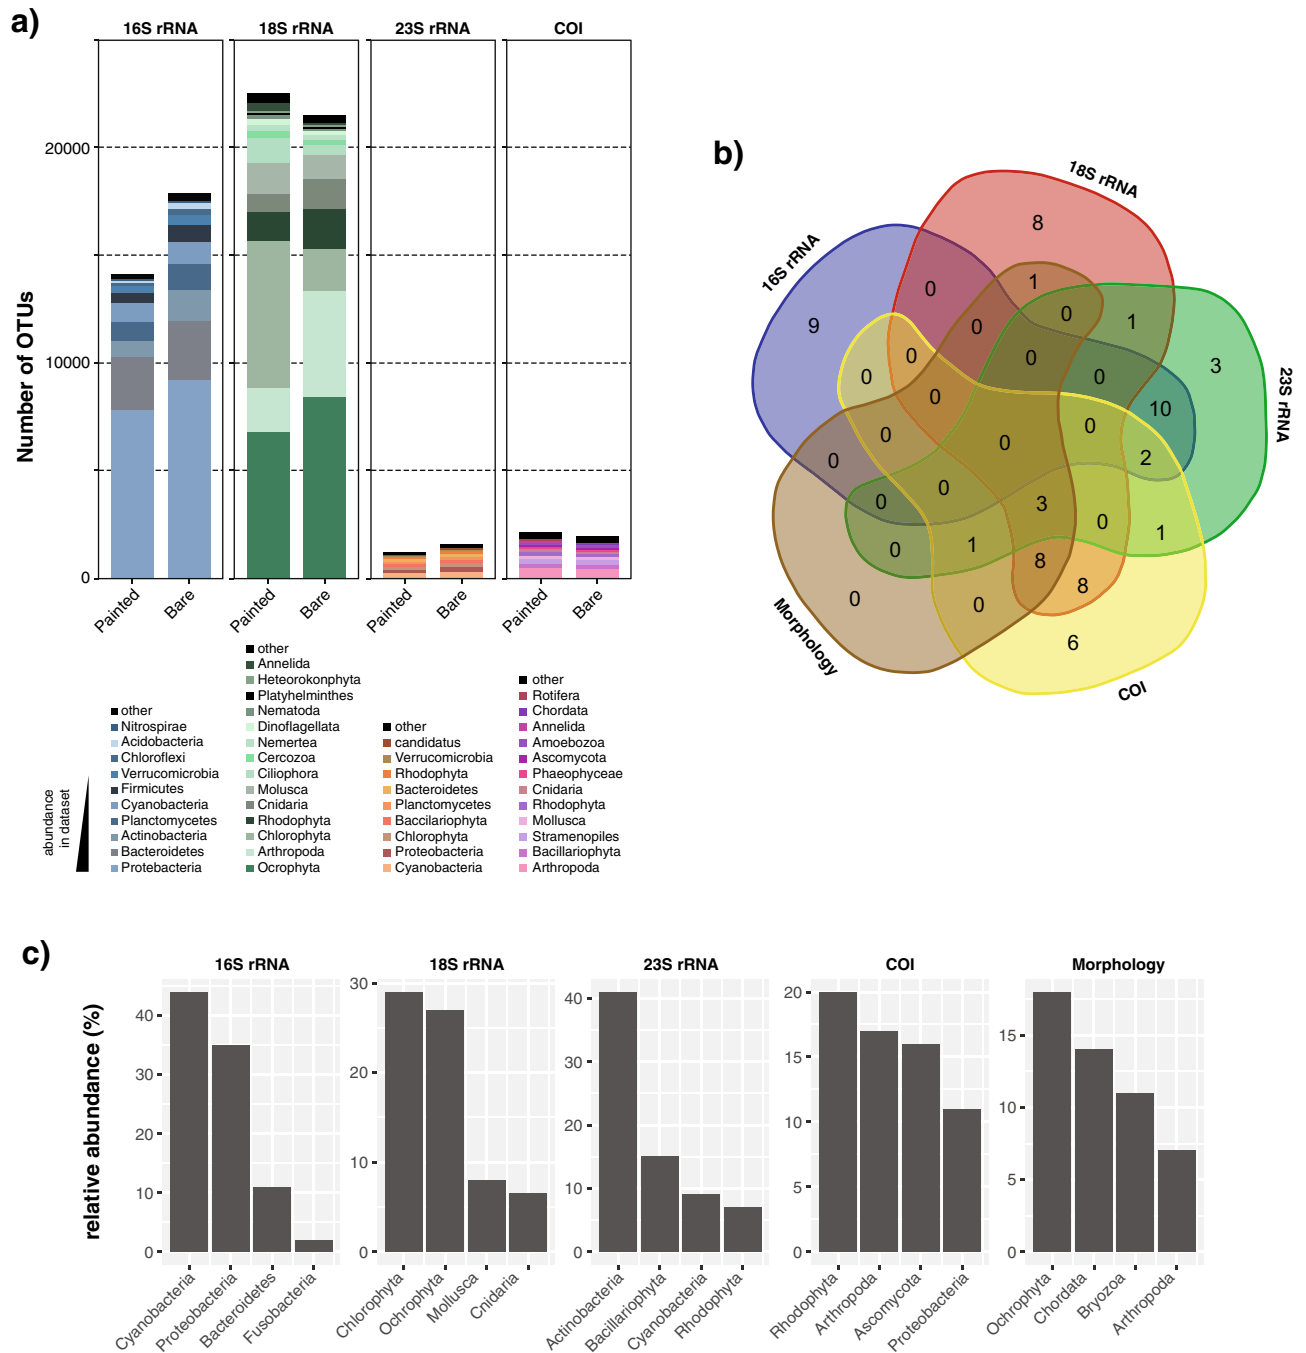 a)
16S rRNA
18S rRNA
23S rRNA
COI
Number of OTUs
20000
10000
0
Painted
Bare
Painted
Bare
Painted
Bare
Painted
Bare
abundance
in dataset
other
Nitrospirae
Acidobacteria
Chloroflexi
Verrucomicrobia
Firmicutes
Cyanobacteria
Planctomycetes
Actinobacteria
Bacteroidetes
Protebacteria
other
Annelida
Heteorokonphyta
Platyhelminthes
Nematoda
Dinoflagellata
Nemertea
Cercozoa
Ciliophora
Molusca
Cnidaria
Rhodophyta
Chlorophyta
Arthropoda
Ocrophyta
other
candidatus
Verrucomicrobia
Rhodophyta
Bacteroidetes
Planctomycetes
Baccilariophyta
Chlorophyta
Proteobacteria
Cyanobacteria
other
Rotifera
Chordata
Annelida
Amoebozoa
Ascomycota
Phaeophyceae
Cnidaria
Rhodophyta
Mollusca
Stramenopiles
Bacillariophyta
Arthropoda
b)
16S rRNA
18S rRNA
23S rRNA
COI
Morphology
8
0
1
0
1
9
0
3
0
0
0
0
0
10
0
0
0
0
2
0
0
0
3
0
1
0
1
8
8
0
0
6
c)
relative abundance (%)
16S rRNA
40
30
20
10
0
Cyanobacteria
Proteobacteria
Bacteroidetes
Fusobacteria
18S rRNA
30
20
10
0
Chlorophyta
Ochrophyta
Mollusca
Cnidaria
23S rRNA
40
30
20
10
0
Actinobacteria
Bacillariophyta
Cyanobacteria
Rhodophyta
COI
20
15
10
5
0
Rhodophyta
Arthropoda
Ascomycota
Proteobacteria
Morphology
15
10
5
0
Ochrophyta
Chordata
Bryozoa
Arthropoda